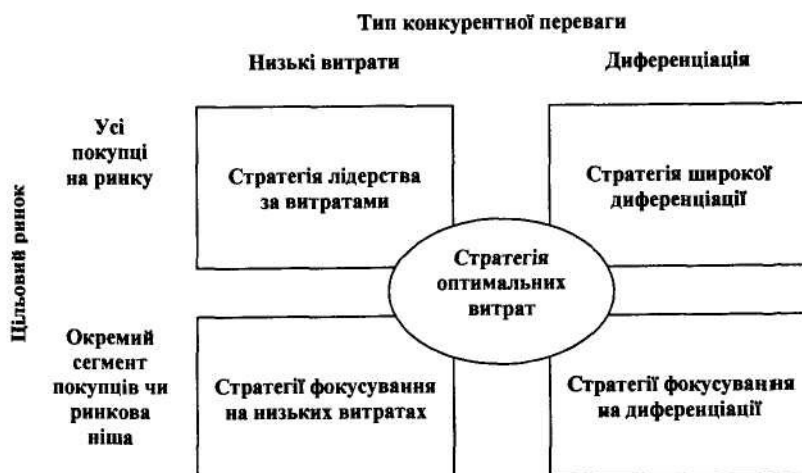 Тип конкурентної переваги
Низькі витрати
Диференціація
Цільовий ринок
Усі
покупці
на ринку
Стратегія лідерства
за витратами
Стратегія широкої
диференціації
Стратегія
оптимальних
витрат
Окремий
сегмент
покупців чи
ринкова
ніша
Стратегії фокусування
на низьких витратах
Стратегії фокусування
на диференціації